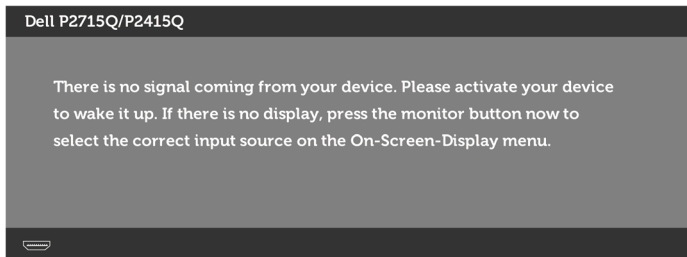 Dell P2715Q/P2415Q
There is no signal coming from your device. Please activate your device
to wake it up. If there is no display, press the monitor button now to
select the correct input source on the On-Screen-Display menu.